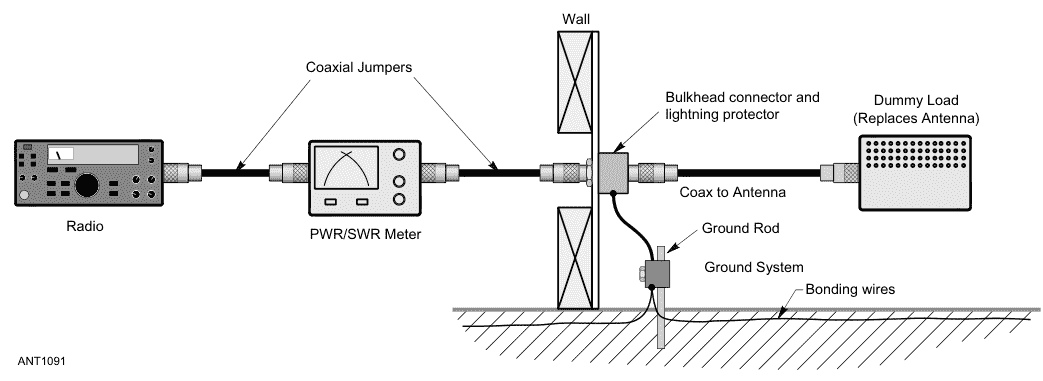 Wall
Coaxial Jumpers
Bulkhead connector and
lightning protector
Dummy Load
(Replaces Antenna)
Radio
PWR/SWR Meter
Coax to Antenna
Ground Rod
Ground System
Bonding wires
ANT1091